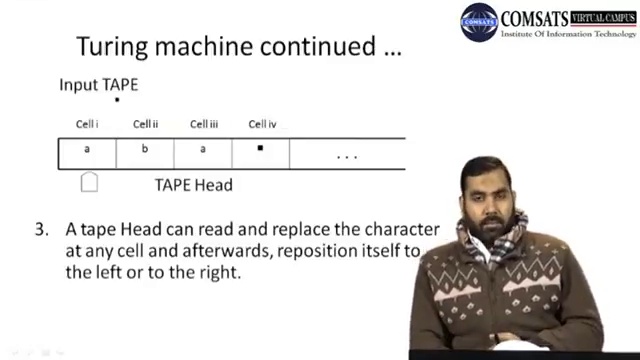 COMSATS VIRTUAL CAMPUS
Institute Of Information Technology
Turing machine continued ...
Input TAPE
Cell i Cell ii Cell iii Cell iv
a b a ...
TAPE Head
3. A tape Head can read and replace the character
at any cell and afterwards, reposition itself to
the left or to the right.